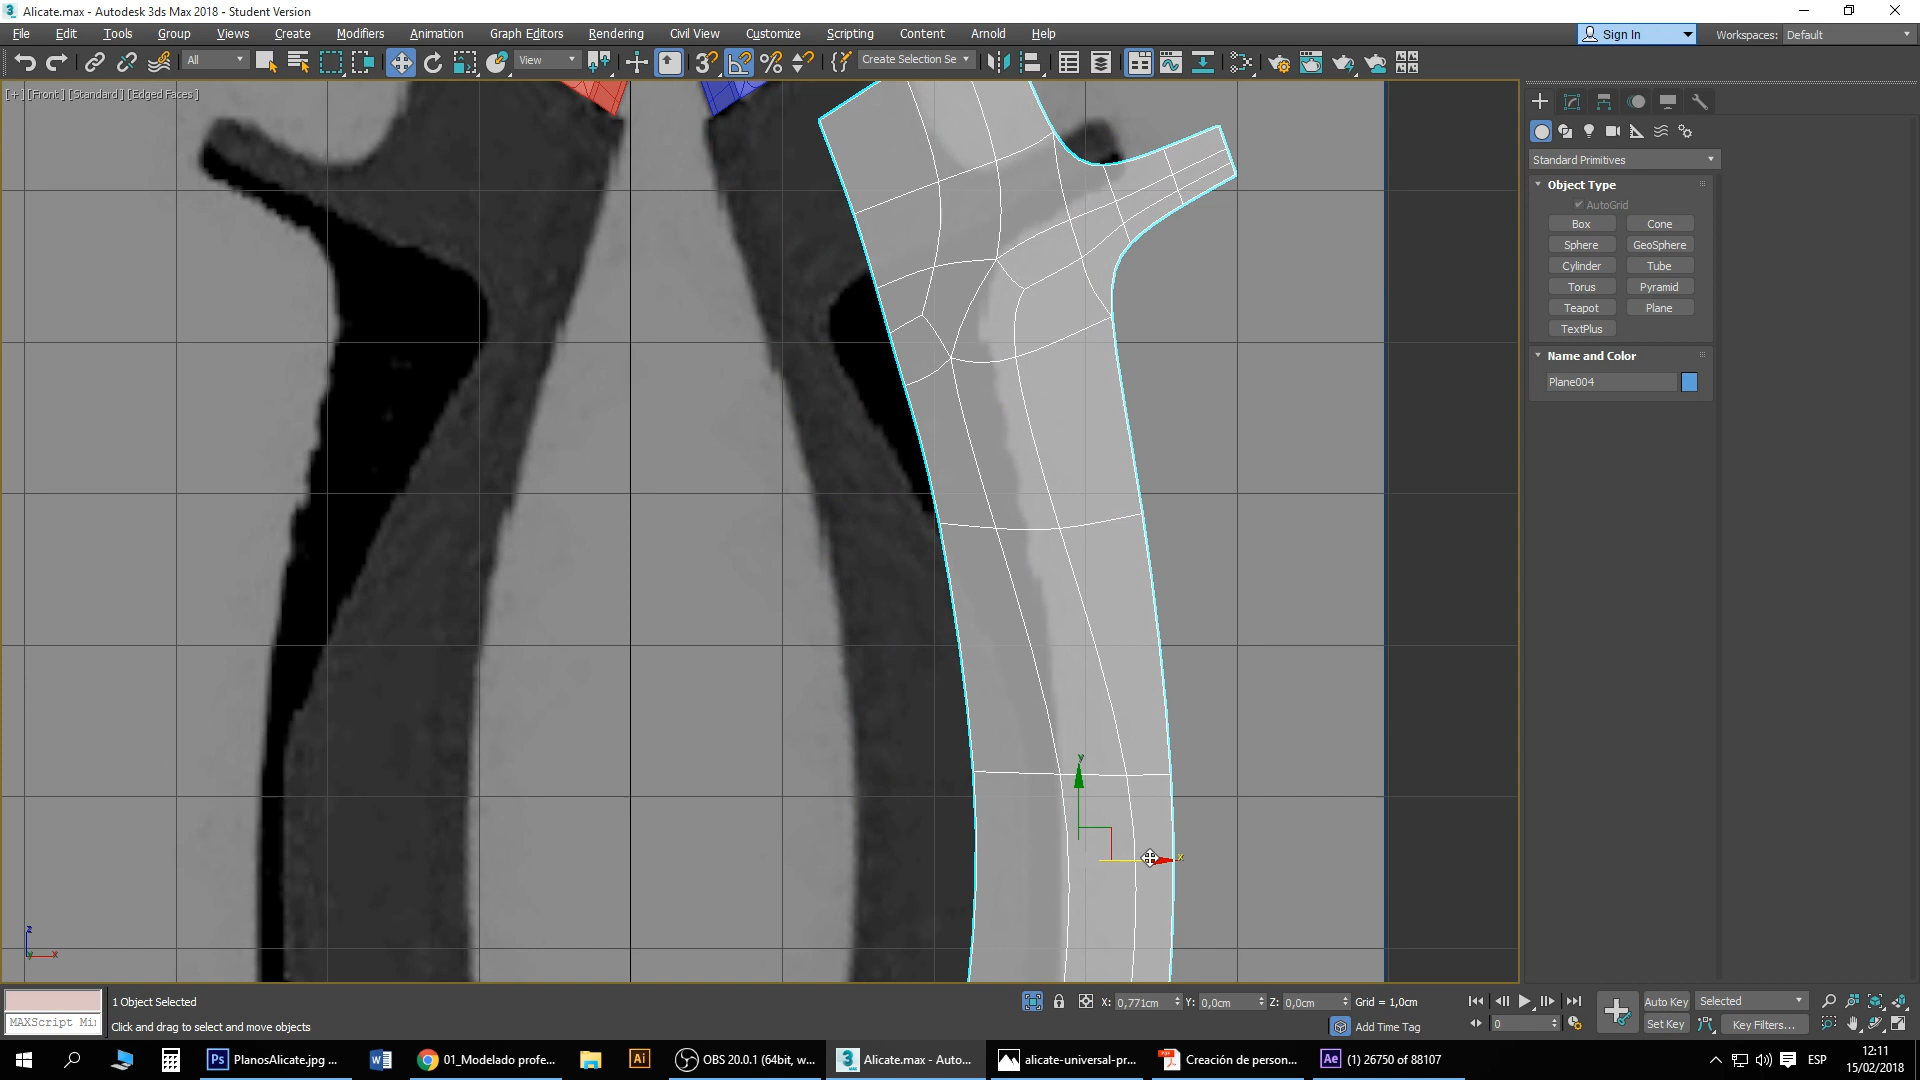 Alicate.max - Autodesk 3ds Max 2018 - Student Version
File Edit Tools Group Views Create Modifiers Animation Graph Editors Rendering Civil View Customize Scripting Content Arnold Help
Sign In
Workspaces: Default
All
View
Create Selection Se
[+] [Front] [Standard] [Edged Faces]
Standard Primitives
Object Type
AutoGrid
Box Cone
Sphere GeoSphere
Cylinder Tube
Torus Pyramid
Teapot Plane
TextPlus
Name and Color
Plane004
y
x
z
x
1 Object Selected
X: 0,771cm Y: 0,0cm Z: 0,0cm Grid = 1,0cm
Auto Key Selected
MAXScript Mi
Click and drag to select and move objects
Add Time Tag
0
Set Key Key Filters...
PlanosAlicate.jpg ...
01_Modelado profe...
OBS 20.0.1 (64bit, w...
Alicate.max - Auto...
alicate-universal-pr...
Creación de person...
(1) 26750 of 88107
ESP
12:11
15/02/2018